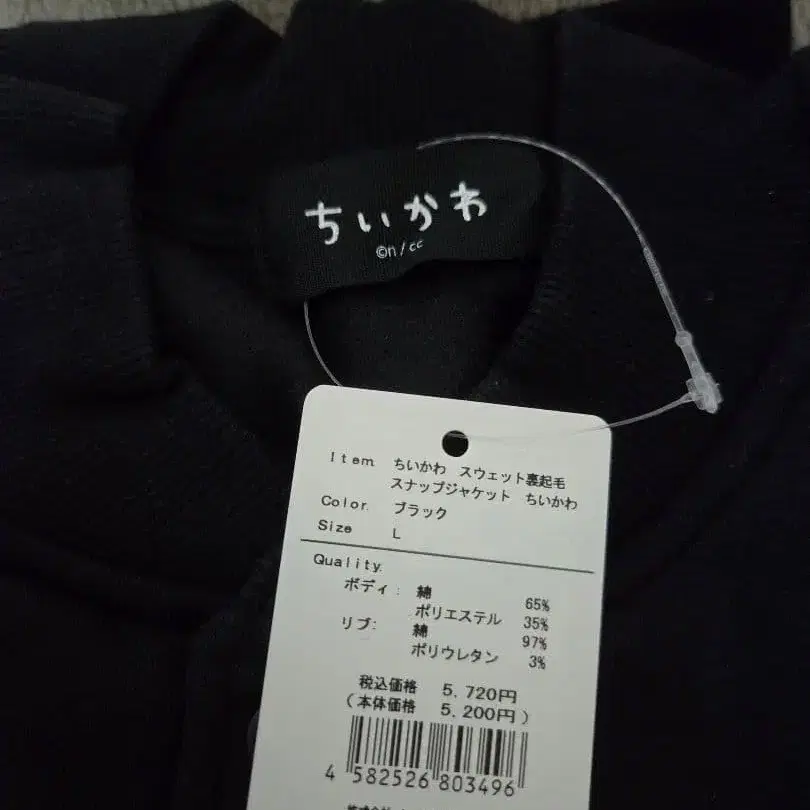 ちいかわ
©n/cc
Item. ちいかわ スウェット裏起毛
スナップジャケット ちいかわ
Color. ブラック
Size L
Quality.
ボディ: 綿 65%
ポリエステル 35%
リブ: 綿 97%
ポリウレタン 3%
税込価格 5,720円
(本体価格 5,200円)
4 582526 803496
株式会社